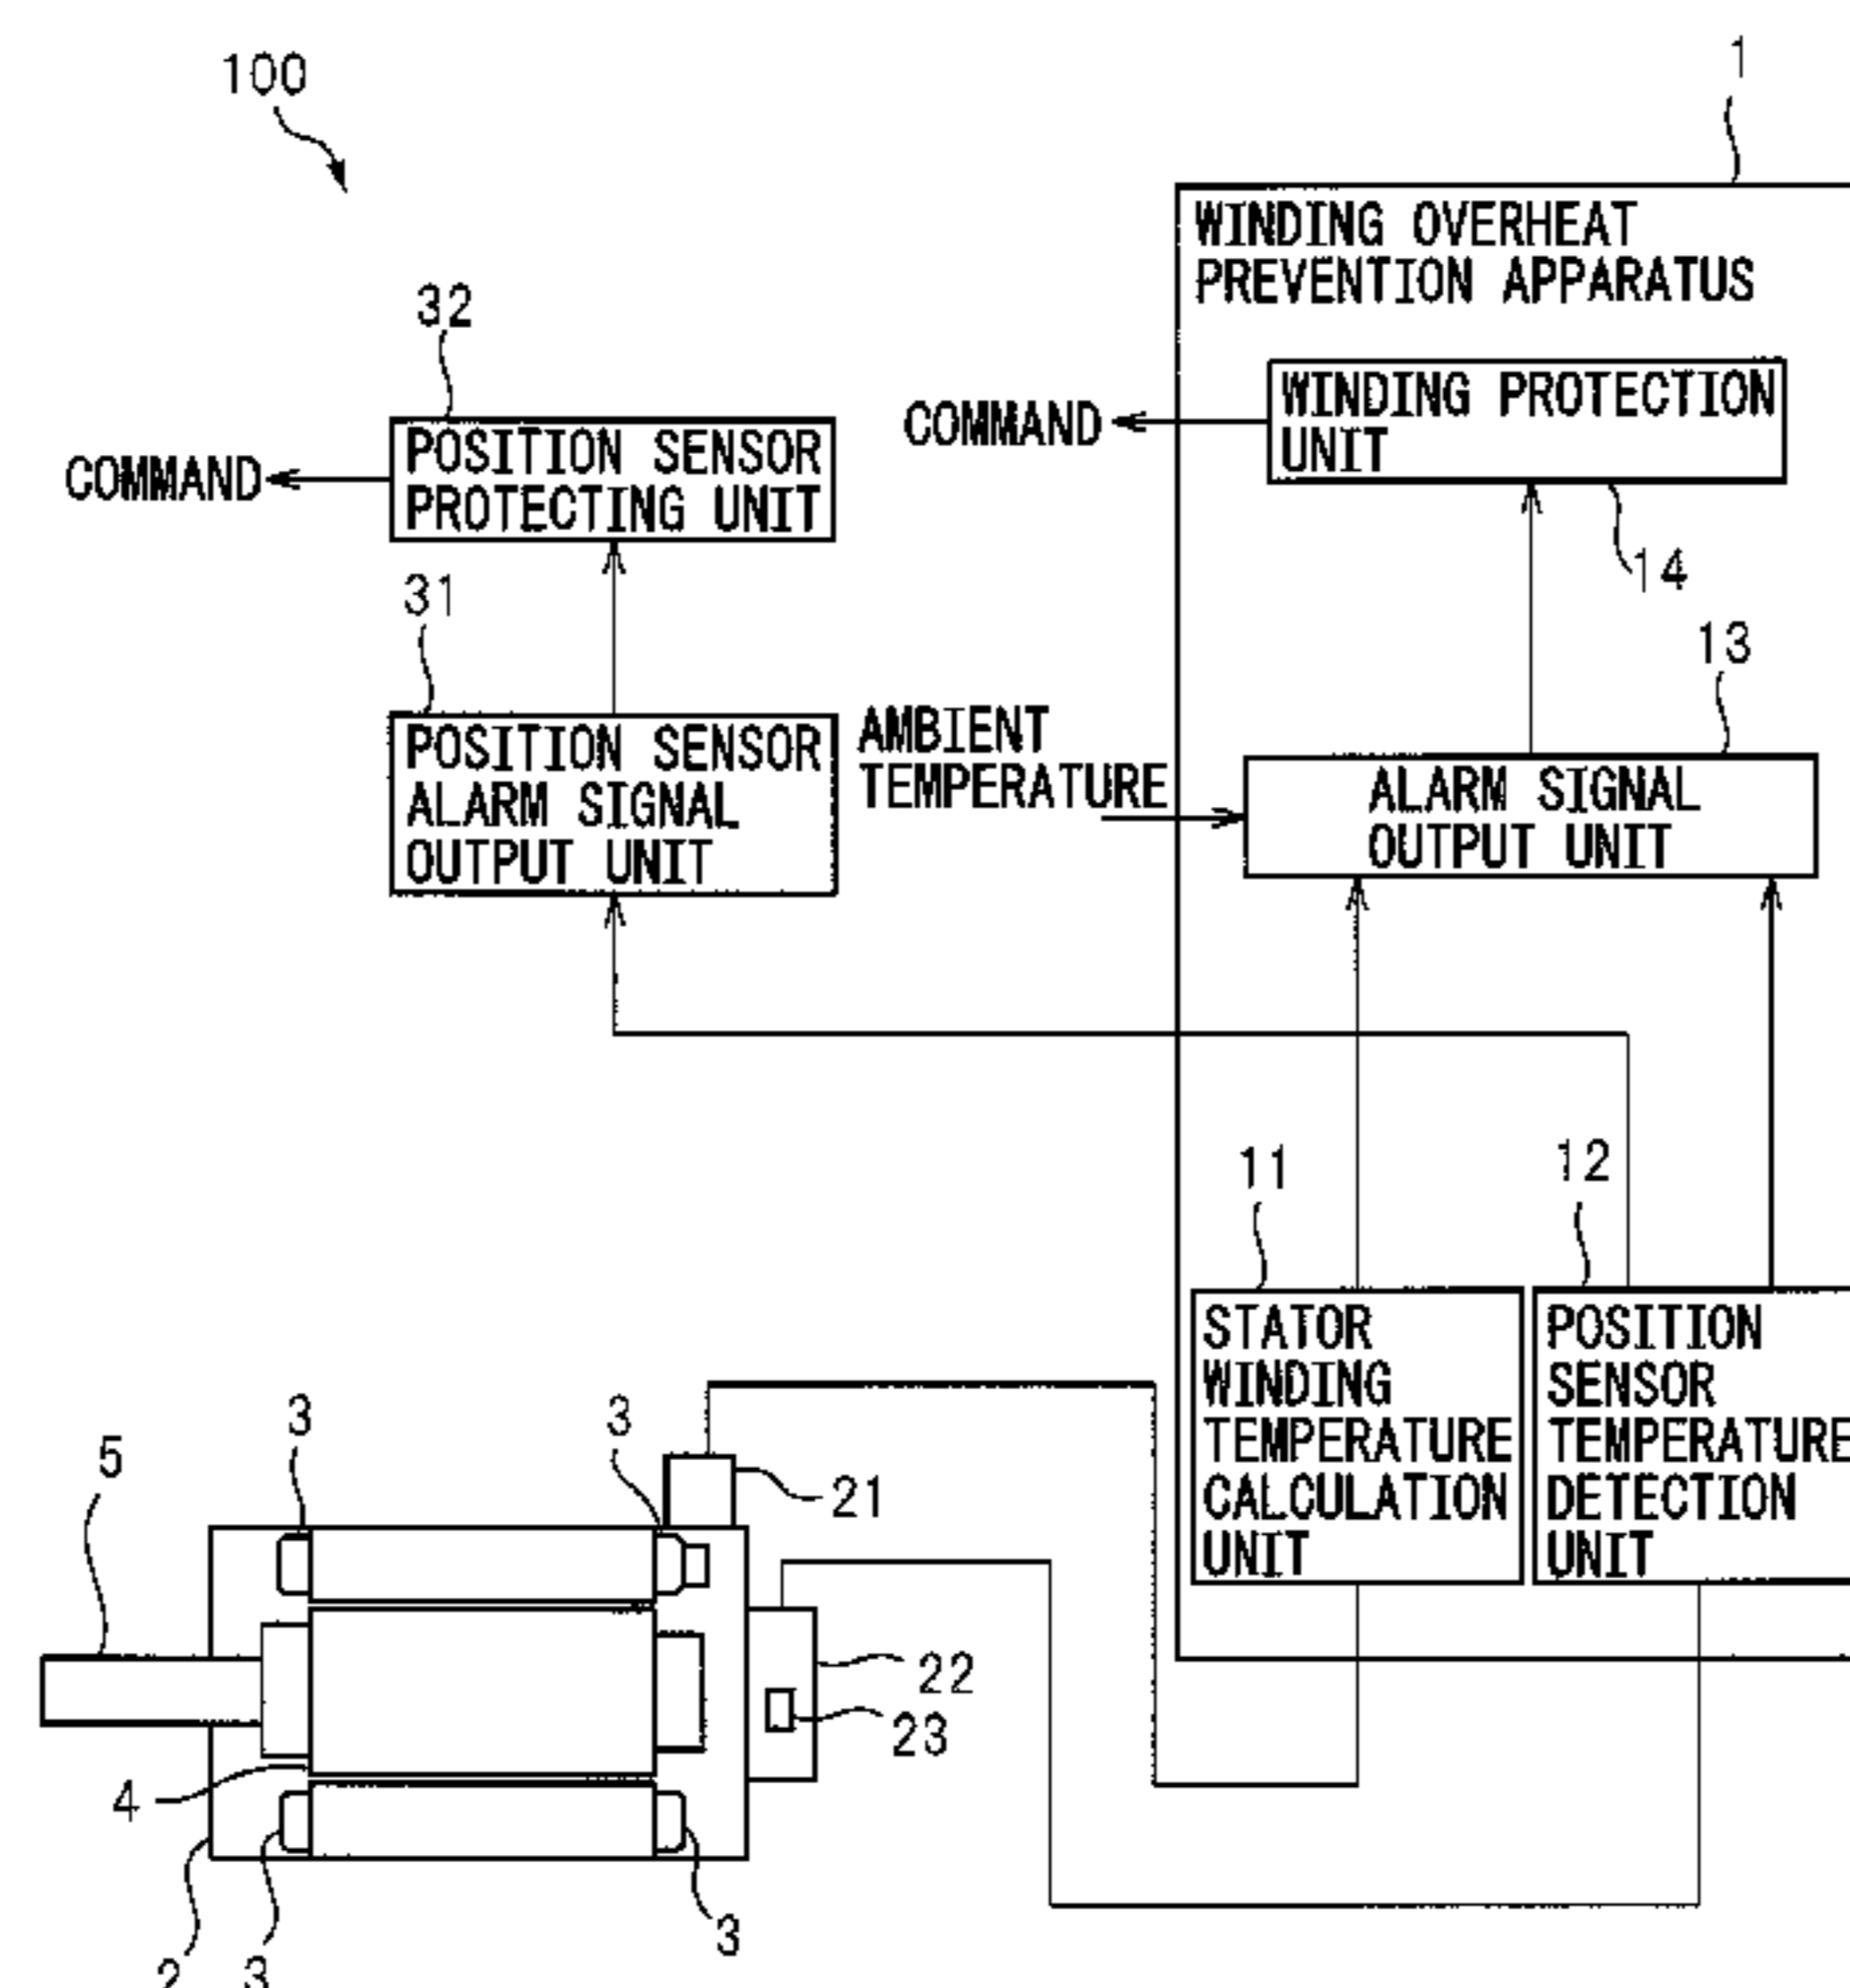 100
1
WINDING OVERHEAT
PREVENTION APPARATUS
32
WINDING PROTECTION
UNIT
COMMAND
POSITION SENSOR
PROTECTING UNIT
COMMAND
14
31
13
POSITION SENSOR
ALARM SIGNAL
OUTPUT UNIT
AMBIENT
TEMPERATURE
ALARM SIGNAL
OUTPUT UNIT
11
12
STATOR
WINDING
TEMPERATURE
CALCULATION
UNIT
POSITION
SENSOR
TEMPERATURE
DETECTION
UNIT
3
3
5
21
22
23
4
3
2
3